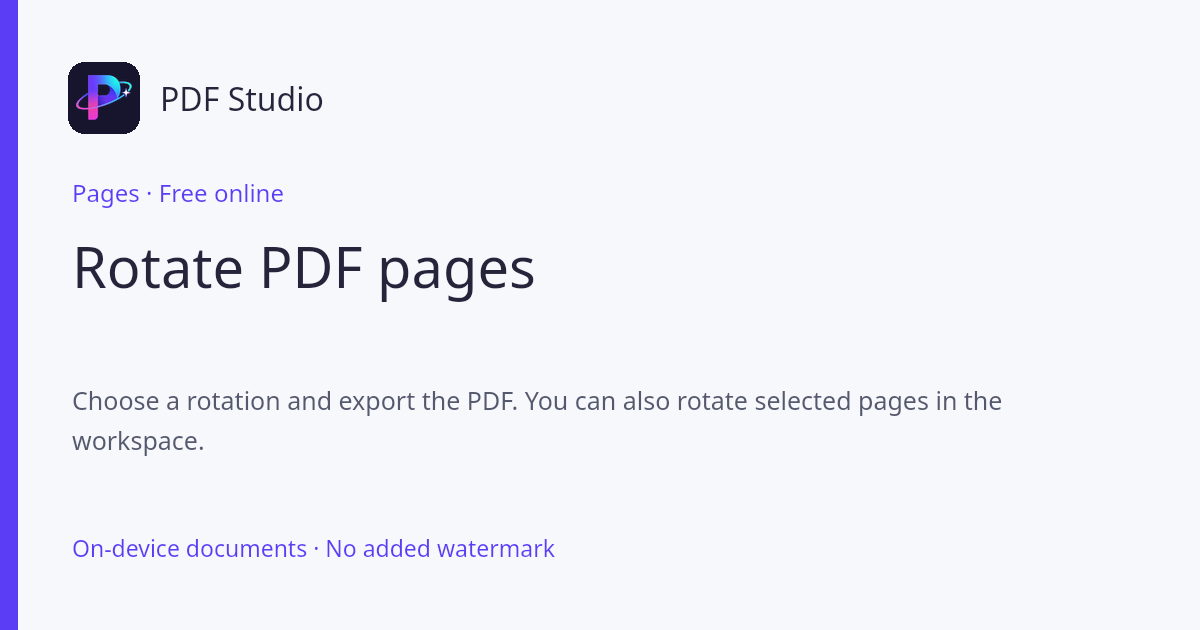 PDF Studio
Pages · Free online
Rotate PDF pages
Choose a rotation and export the PDF. You can also rotate selected pages in the
workspace.
On-device documents · No added watermark